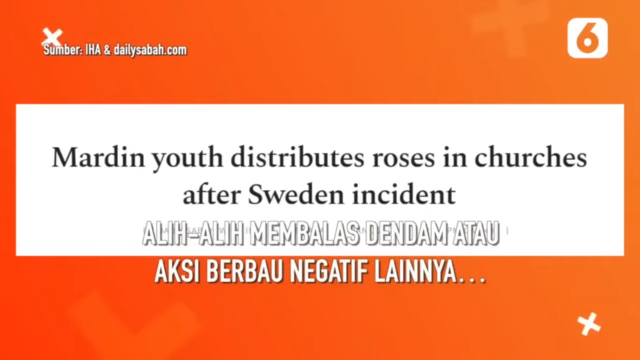 Sumber: IHA & dailysabah.com
6
Mardin youth distributes roses in churches
after Sweden incident
ALIH-ALIH MEMBALAS DENDAM ATAU
AKSI BERBAU NEGATIF LAINNYA...